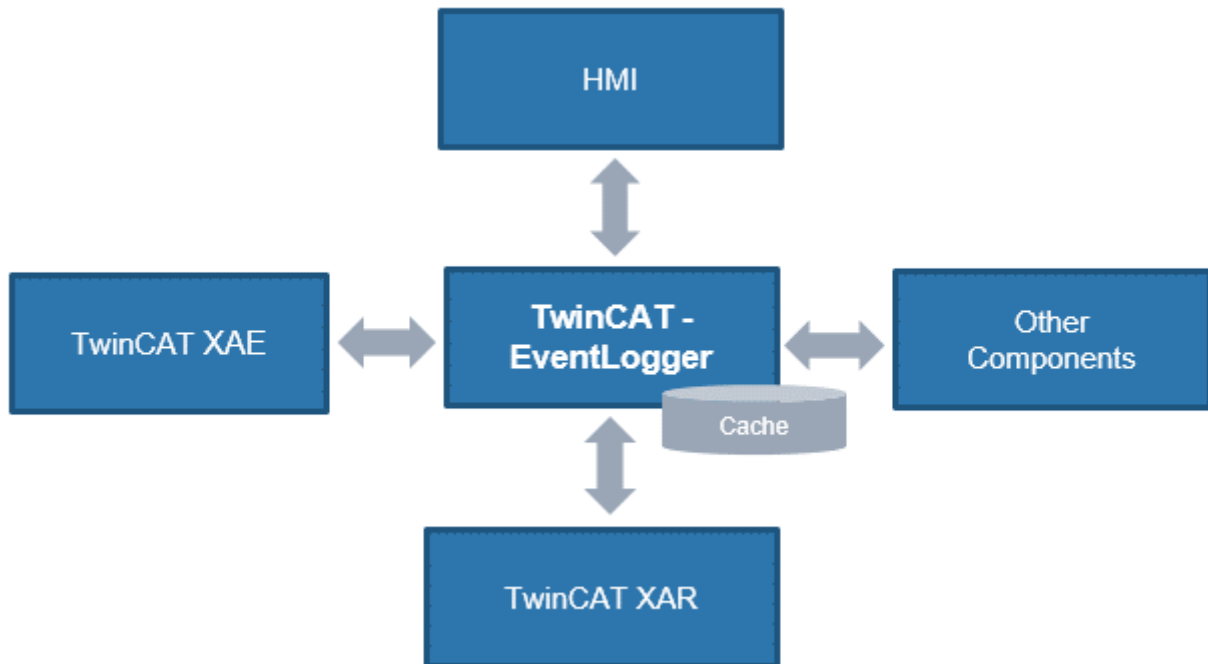 HMI
TwinCAT XAE
TwinCAT -
EventLogger
Other
Components
Cache
TwinCAT XAR